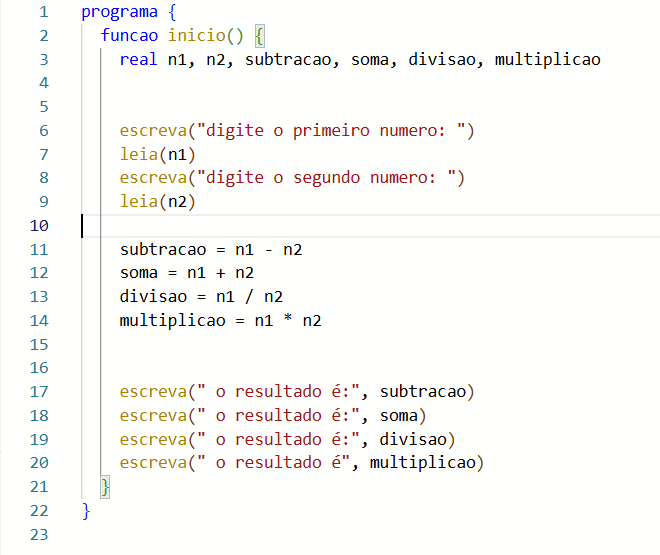 1 programa {
2 funcao inicio() {
3 real n1, n2, subtracao, soma, divisao, multiplicao
4
5
6 escreva("digite o primeiro numero: ")
7 leia(n1)
8 escreva("digite o segundo numero: ")
9 leia(n2)
10
11 subtracao = n1 - n2
12 soma = n1 + n2
13 divisao = n1 / n2
14 multiplicao = n1 * n2
15
16
17 escreva(" o resultado é:", subtracao)
18 escreva(" o resultado é:", soma)
19 escreva(" o resultado é:", divisao)
20 escreva(" o resultado é", multiplicao)
21 }
22 }
23